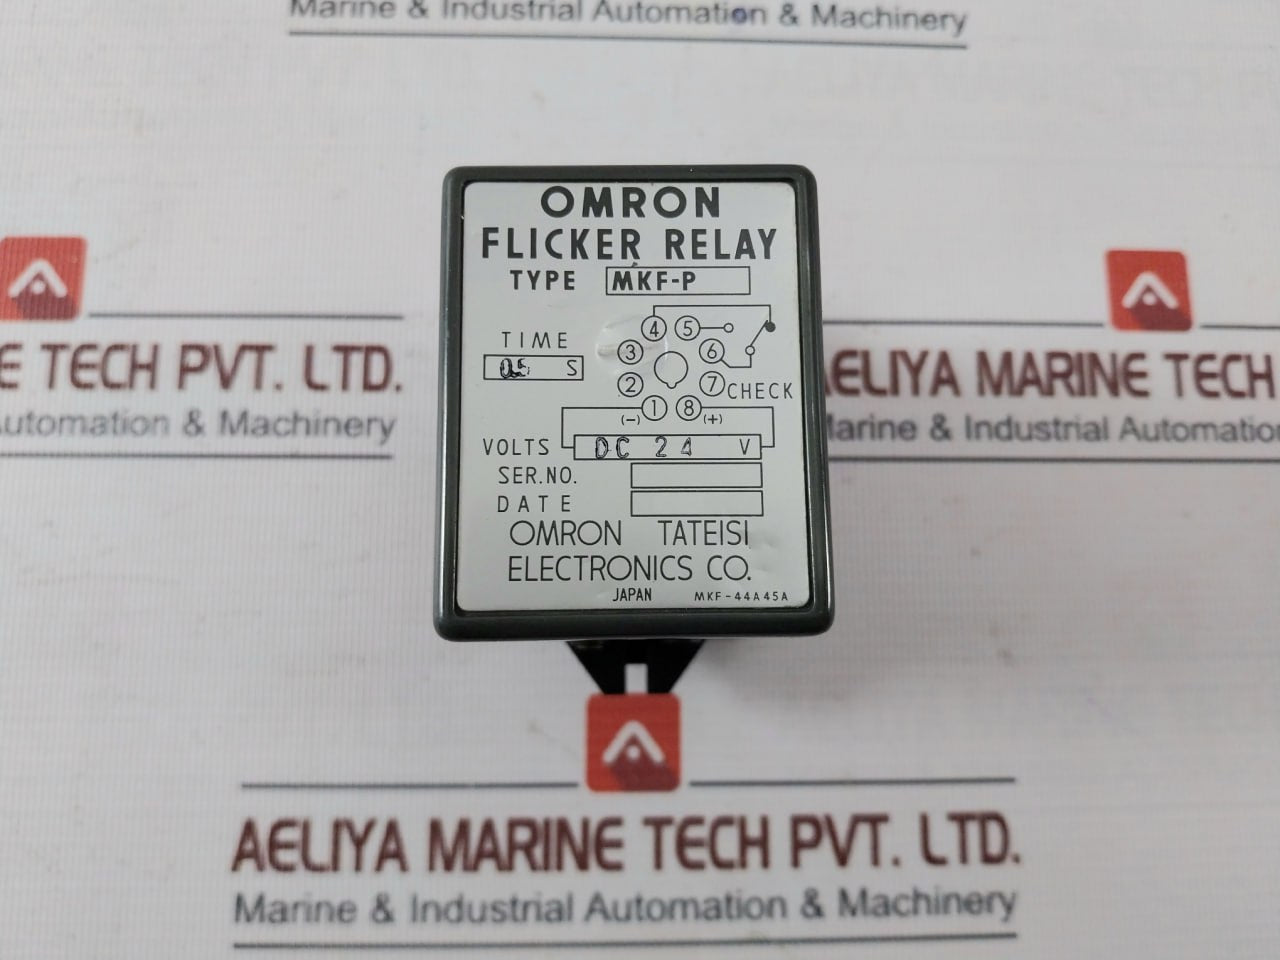 Marine & Industrial Automation & Machinery
OMRON
FLICKER RELAY
TYPE MKF-P
TIME
0.5 S
4 5
3 6
2 7 CHECK
(-) 1 8 (+)
VOLTS DC 24 V
SER.NO.
DATE
OMRON TATEISI
ELECTRONICS CO.
JAPAN MKF-44A45A
E TECH PVT. LTD.
utomation & Machinery
AELIYA MARINE TECH
Marine & Industrial Automation
AELIYA MARINE TECH PVT. LTD.
Marine & Industrial Automation & Machinery